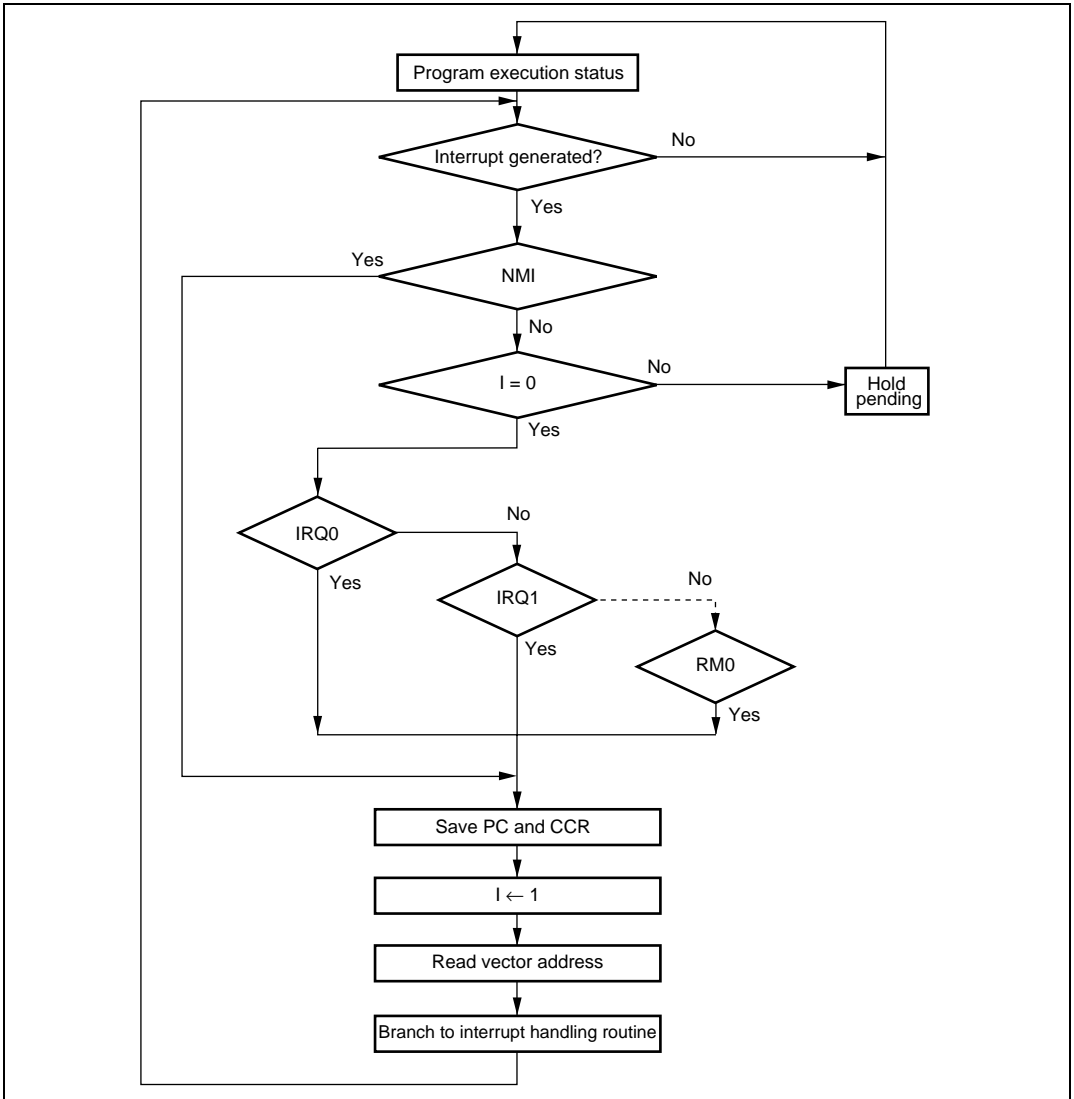 Program execution status
Interrupt generated?
No
Yes
Yes
NMI
No
I = 0
No
Hold
pending
Yes
IRQ0
No
Yes
IRQ1
No
Yes
RM0
Yes
Save PC and CCR
I ← 1
Read vector address
Branch to interrupt handling routine